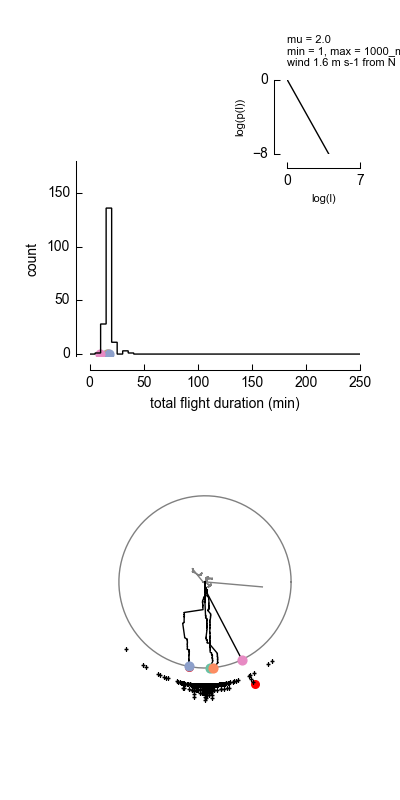 mu = 2.0
min = 1, max = 1000_m
wind 1.6 m s-1 from N
0
log(p(l))
−8
0
7
log(l)
150
count
100
50
0
0
50
100
150
200
250
total flight duration (min)